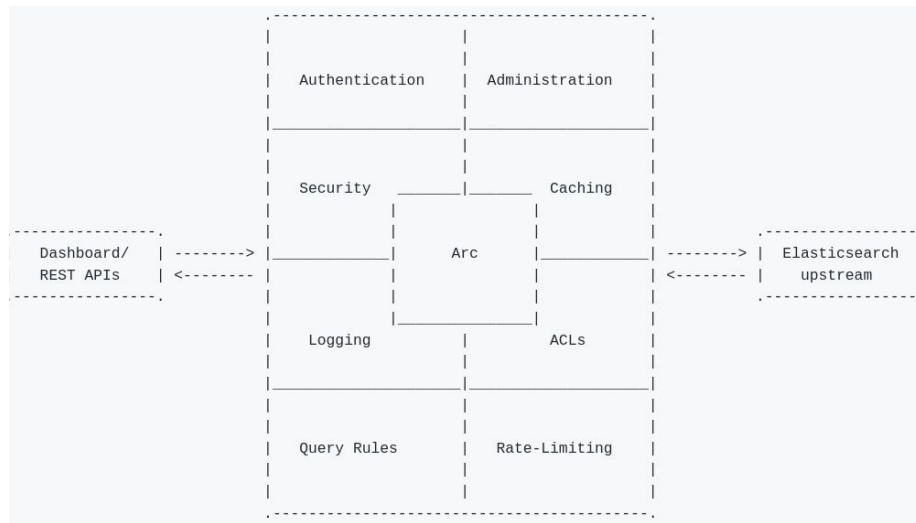 Authentication Administration
Security Caching
Dashboard/ Arc Elasticsearch
REST APIs upstream
Logging ACLs
Query Rules Rate-Limiting